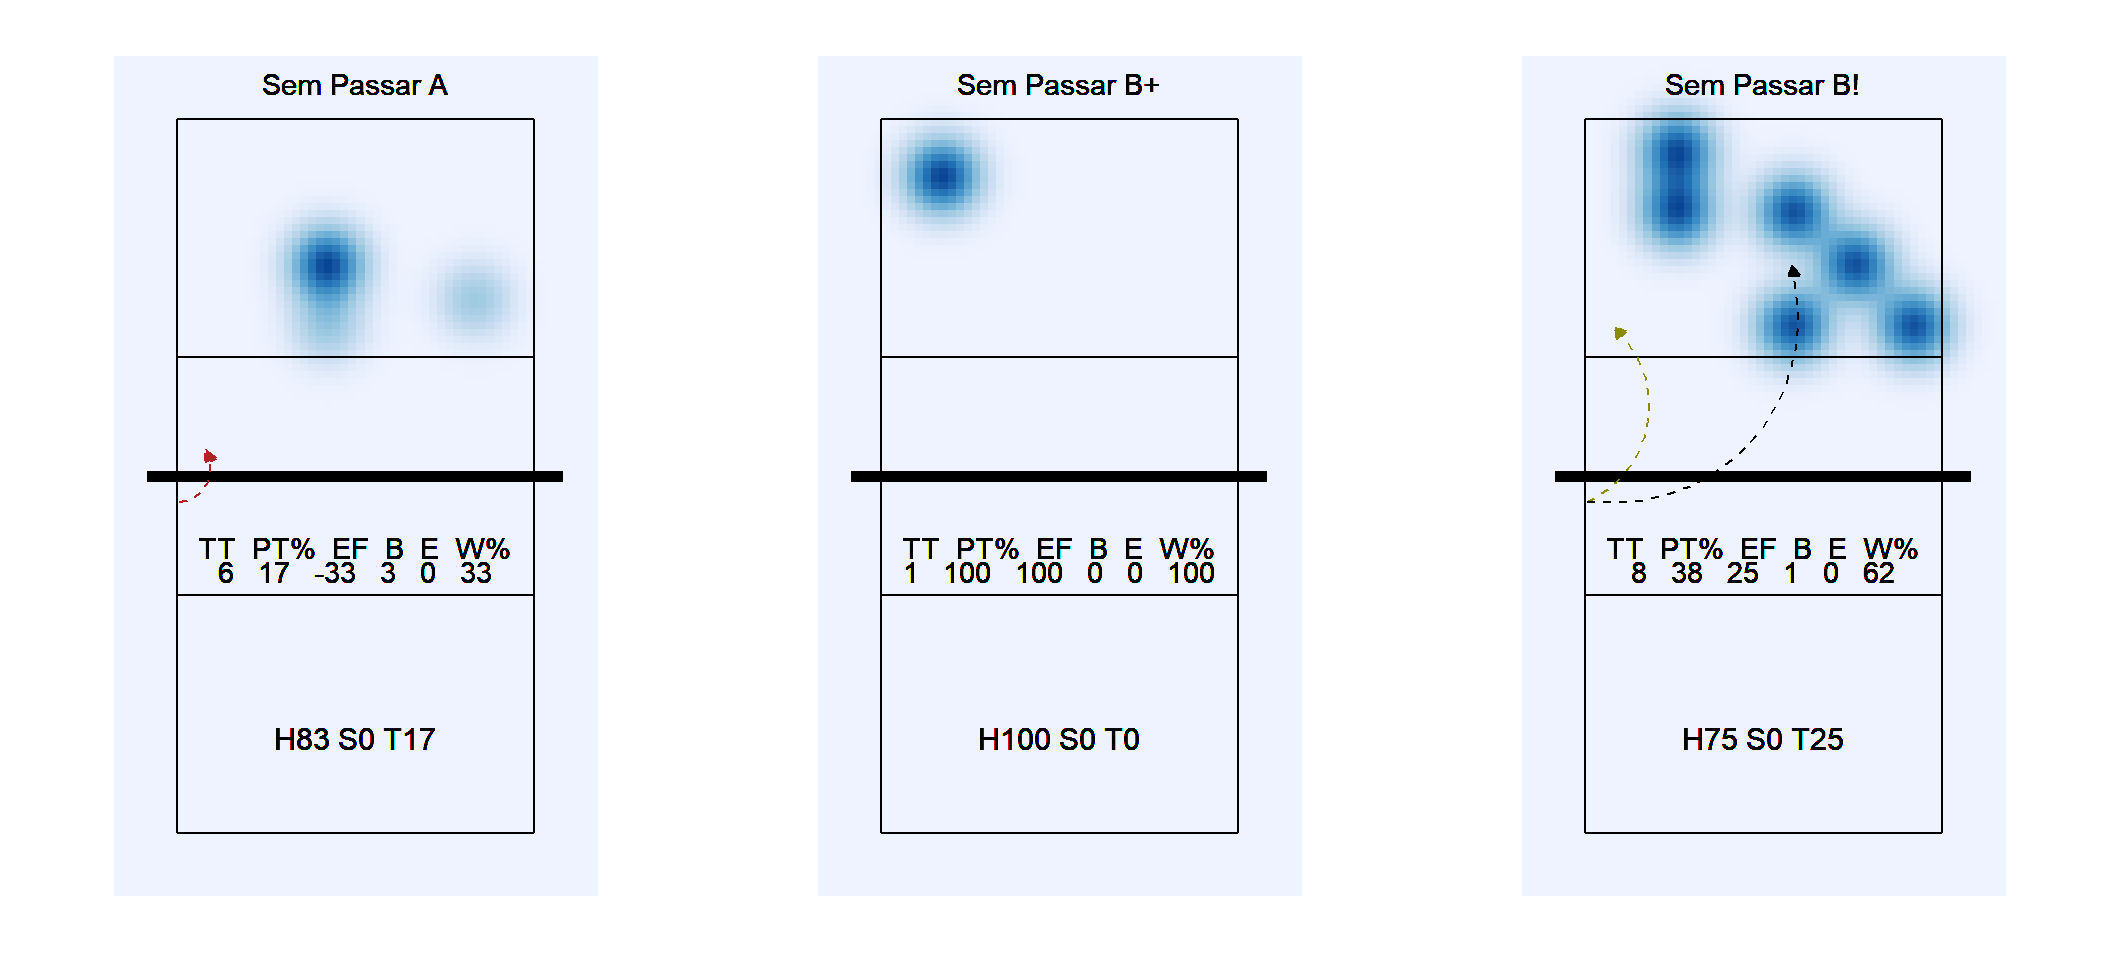 Sem Passar A
TT PT% EF B E W%
6 17 -33 3 0 33
H83 S0 T17
Sem Passar B+
TT PT% EF B E W%
1 100 100 0 0 100
H100 S0 T0
Sem Passar B!
TT PT% EF B E W%
8 38 25 1 0 62
H75 S0 T25